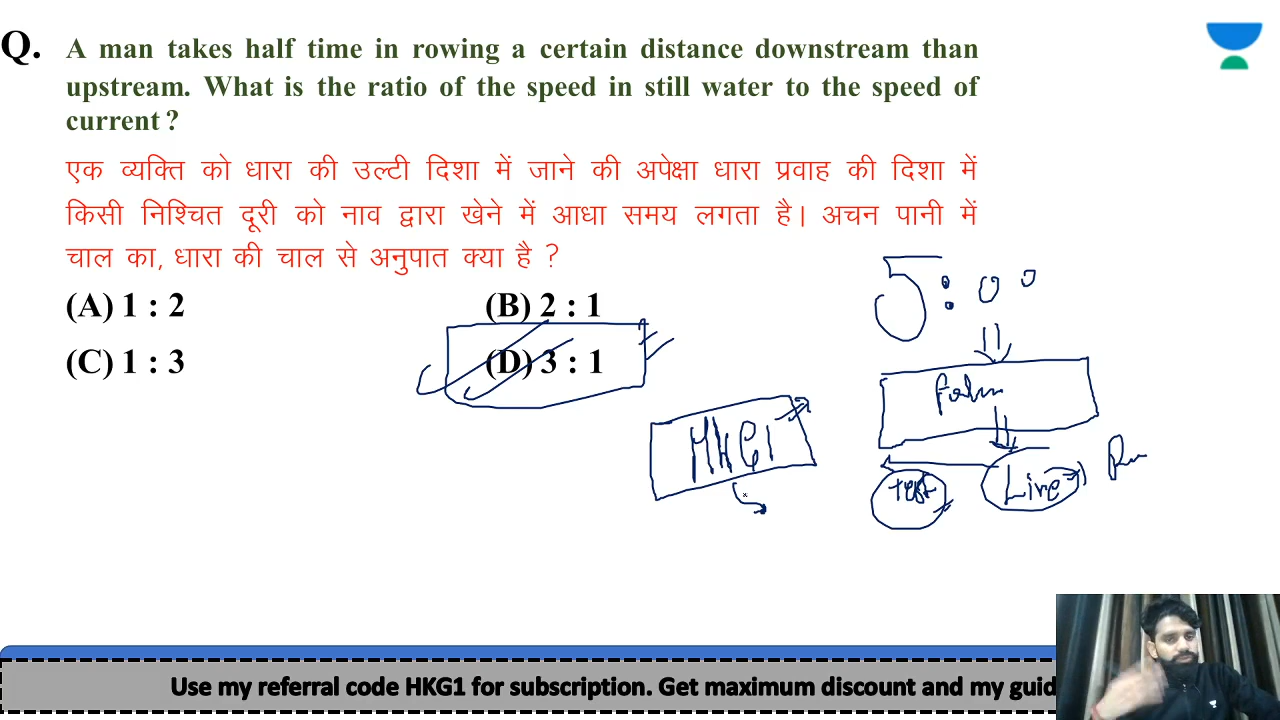 Q. A man takes half time in rowing a certain distance downstream than
upstream. What is the ratio of the speed in still water to the speed of
current ?
एक व्यक्ति को धारा की उल्टी दिशा में जाने की अपेक्षा धारा प्रवाह की दिशा में
किसी निश्चित दूरी को नाव द्वारा खेने में आधा समय लगता है। अचन पानी में
चाल का, धारा की चाल से अनुपात क्या है ?
(A) 1 : 2 (B) 2 : 1
(C) 1 : 3 (D) 3 : 1
5:00
HKG1
test Live
Use my referral code HKG1 for subscription. Get maximum discount and my guid